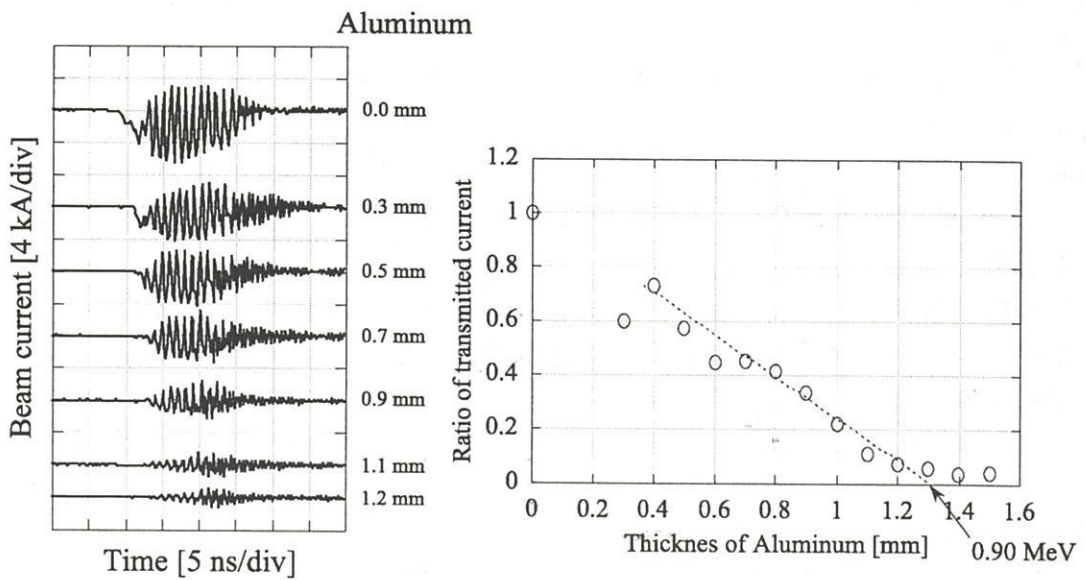 Aluminum
Beam current [4 kA/div]
0.0 mm
0.3 mm
0.5 mm
0.7 mm
0.9 mm
1.1 mm
1.2 mm
Time [5 ns/div]
Ratio of transmitted current
1.2
1
0.8
0.6
0.4
0.2
0
0 0.2 0.4 0.6 0.8 1 1.2 1.4 1.6
Thicknes of Aluminum [mm]
0.90 MeV